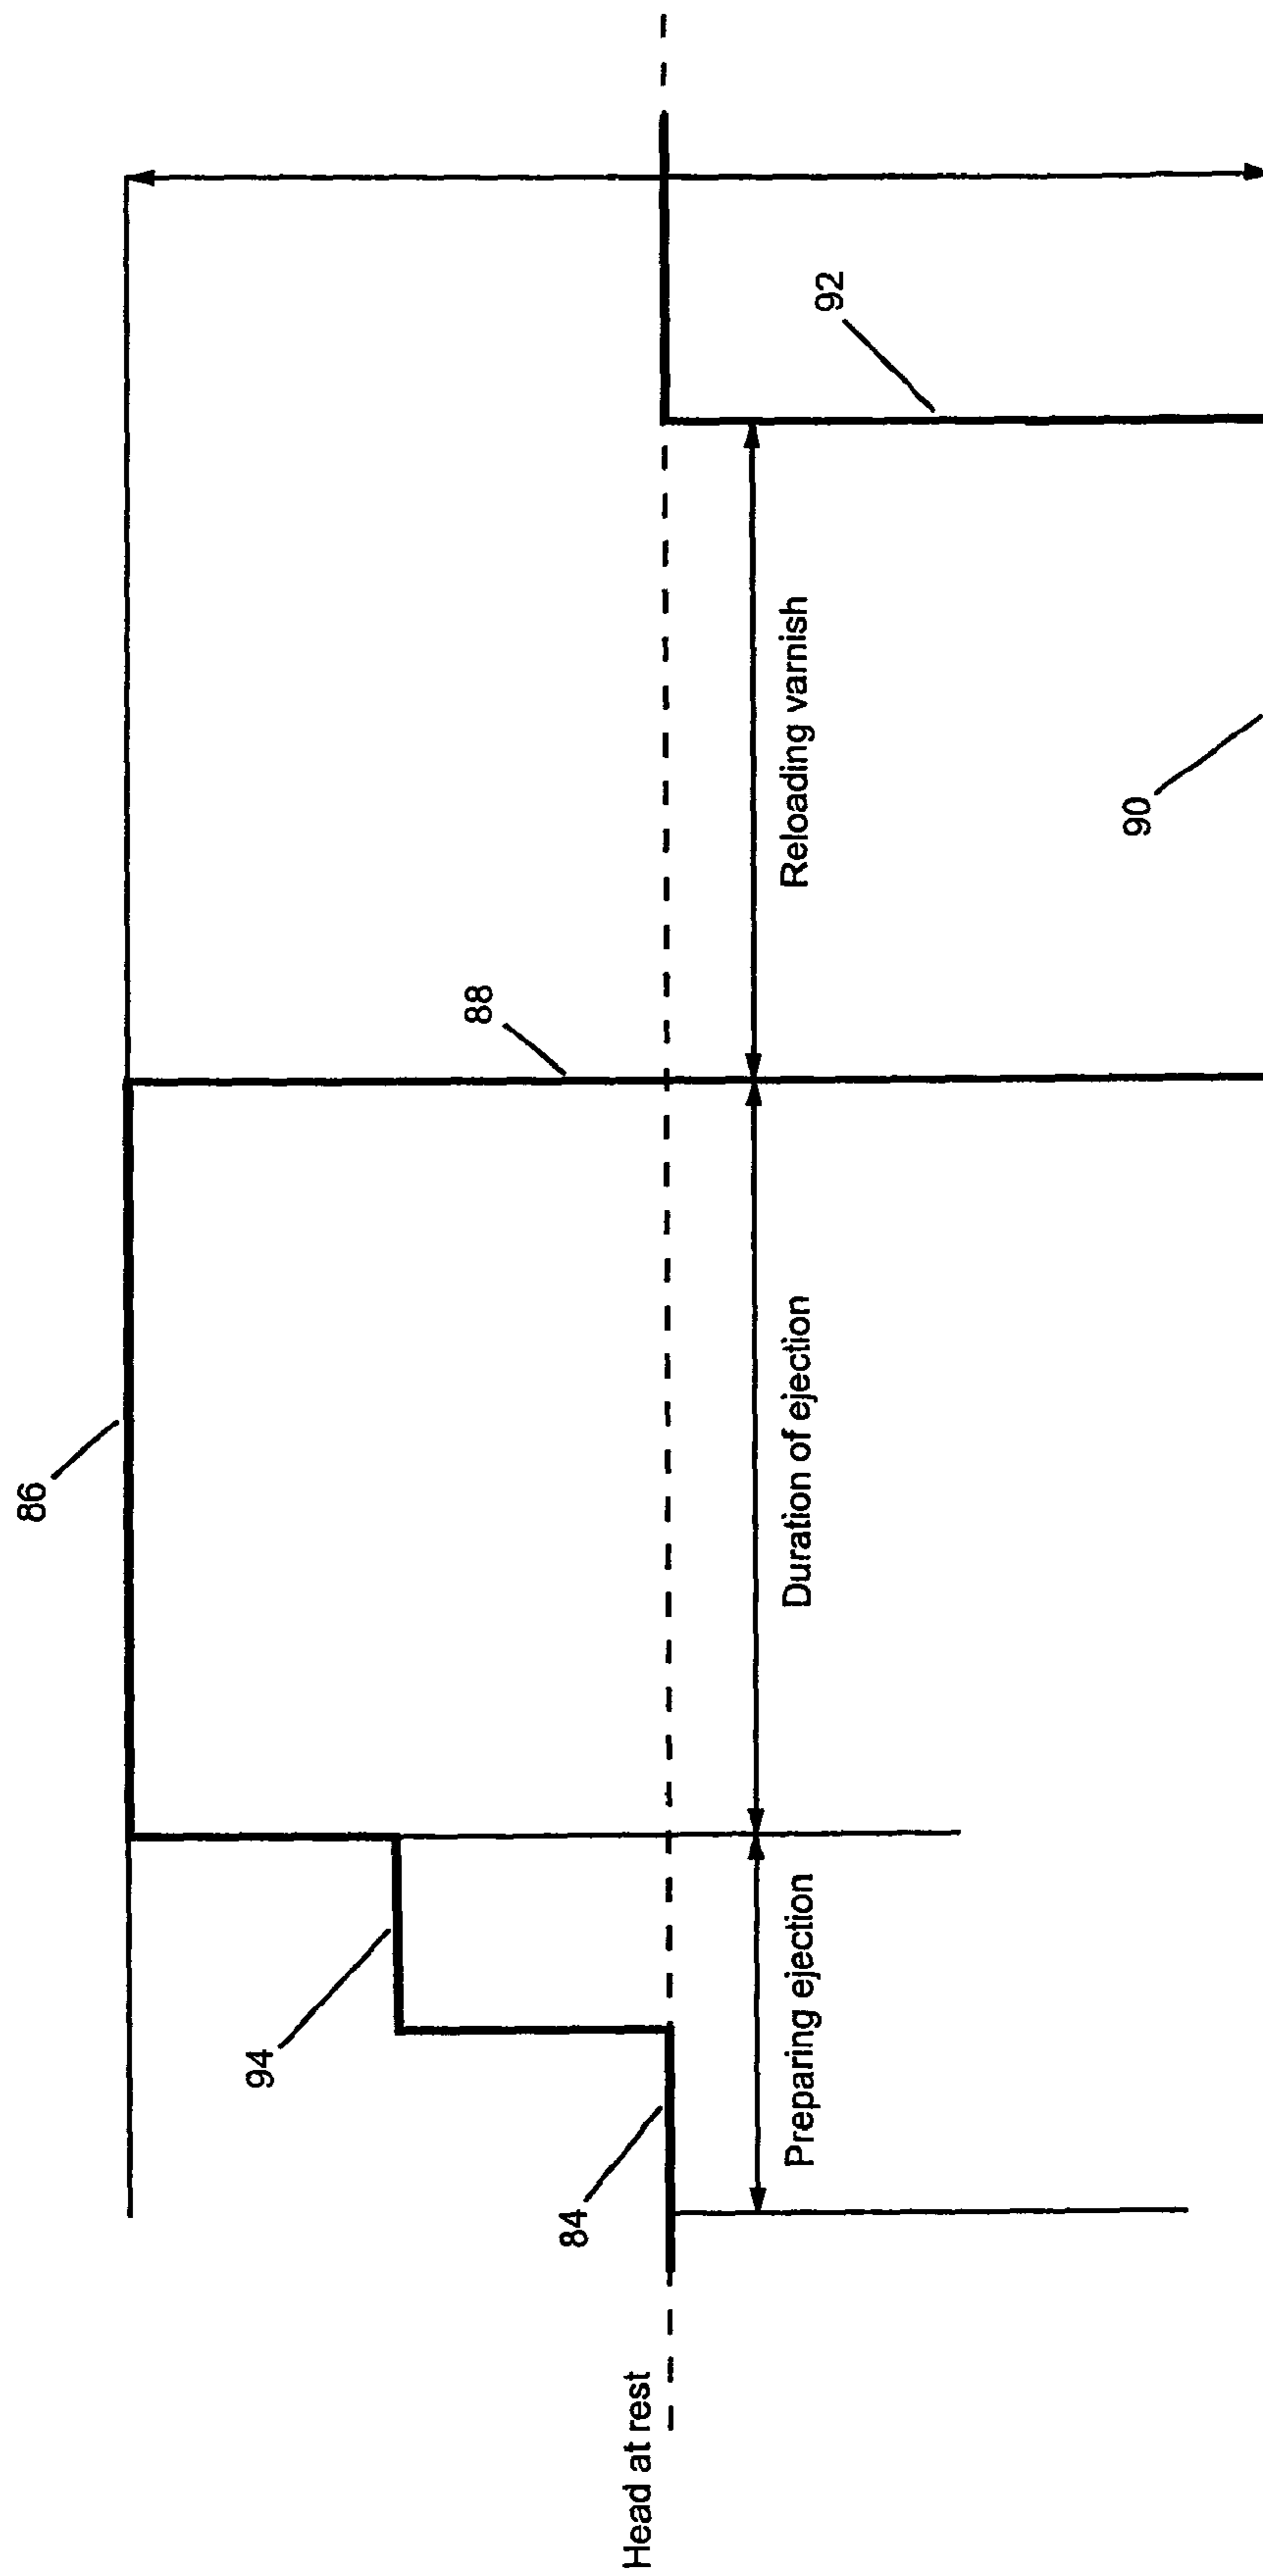 86
88
92
94
84
Head at rest
Preparing ejection
Duration of ejection
Reloading varnish
90